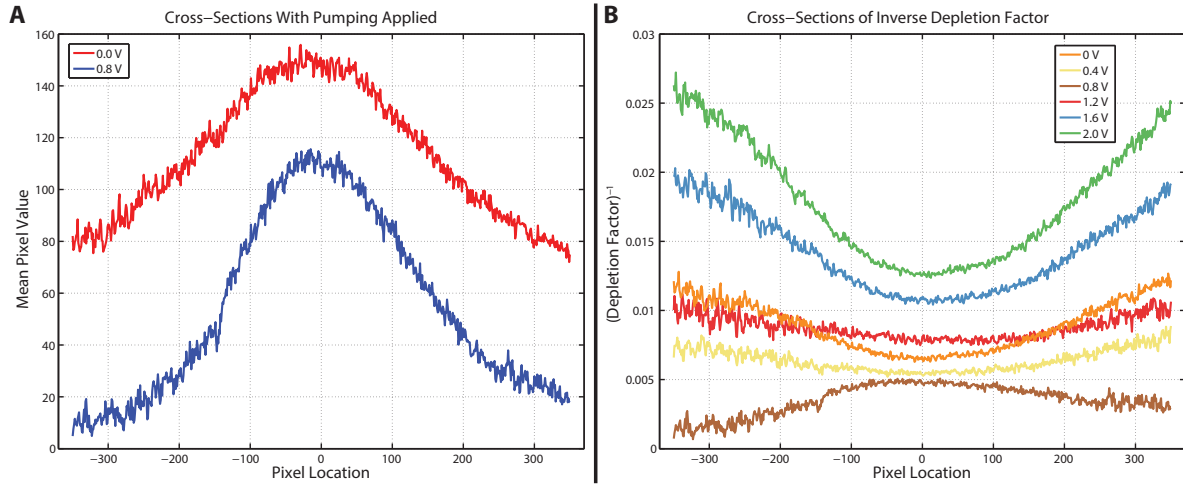 A
Cross−Sections With Pumping Applied
160
140
120
100
80
60
40
20
0
−300
−200
−100
0
100
200
300
Mean Pixel Value
Pixel Location
0.0 V
0.8 V
B
Cross−Sections of Inverse Depletion Factor
0.03
0.025
0.02
0.015
0.01
0.005
0
−300
−200
−100
0
100
200
300
(Depletion Factor)⁻¹
Pixel Location
0 V
0.4 V
0.8 V
1.2 V
1.6 V
2.0 V